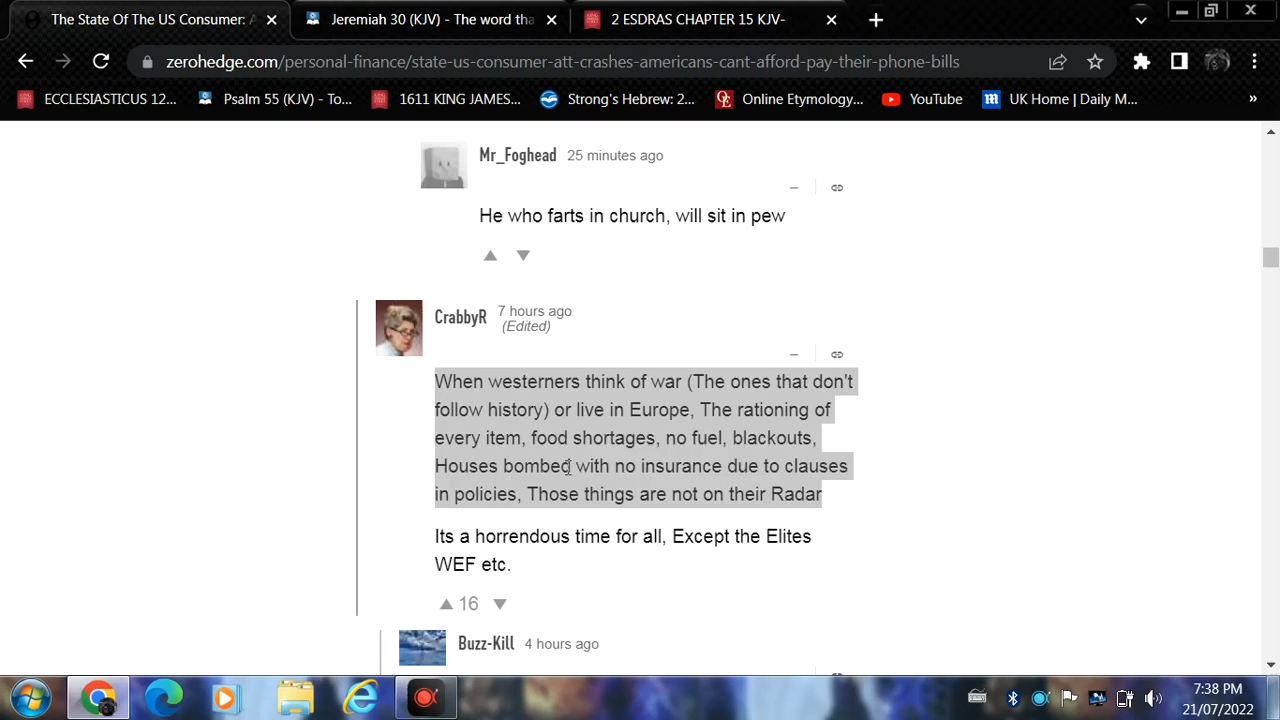 The State Of The US Consumer: A
Jeremiah 30 (KJV) - The word tha
2 ESDRAS CHAPTER 15 KJV-
zerohedge.com/personal-finance/state-us-consumer-att-crashes-americans-cant-afford-pay-their-phone-bills
ECCLESIASTICUS 12...
Psalm 55 (KJV) - To...
1611 KING JAMES...
Strong's Hebrew: 2...
Online Etymology...
YouTube
UK Home | Daily M...
Mr_Foghead 25 minutes ago
He who farts in church, will sit in pew
CrabbyR 7 hours ago
(Edited)
When westerners think of war (The ones that don't
follow history) or live in Europe, The rationing of
every item, food shortages, no fuel, blackouts,
Houses bombed with no insurance due to clauses
in policies, Those things are not on their Radar
Its a horrendous time for all, Except the Elites
WEF etc.
16
Buzz-Kill 4 hours ago
7:38 PM
21/07/2022